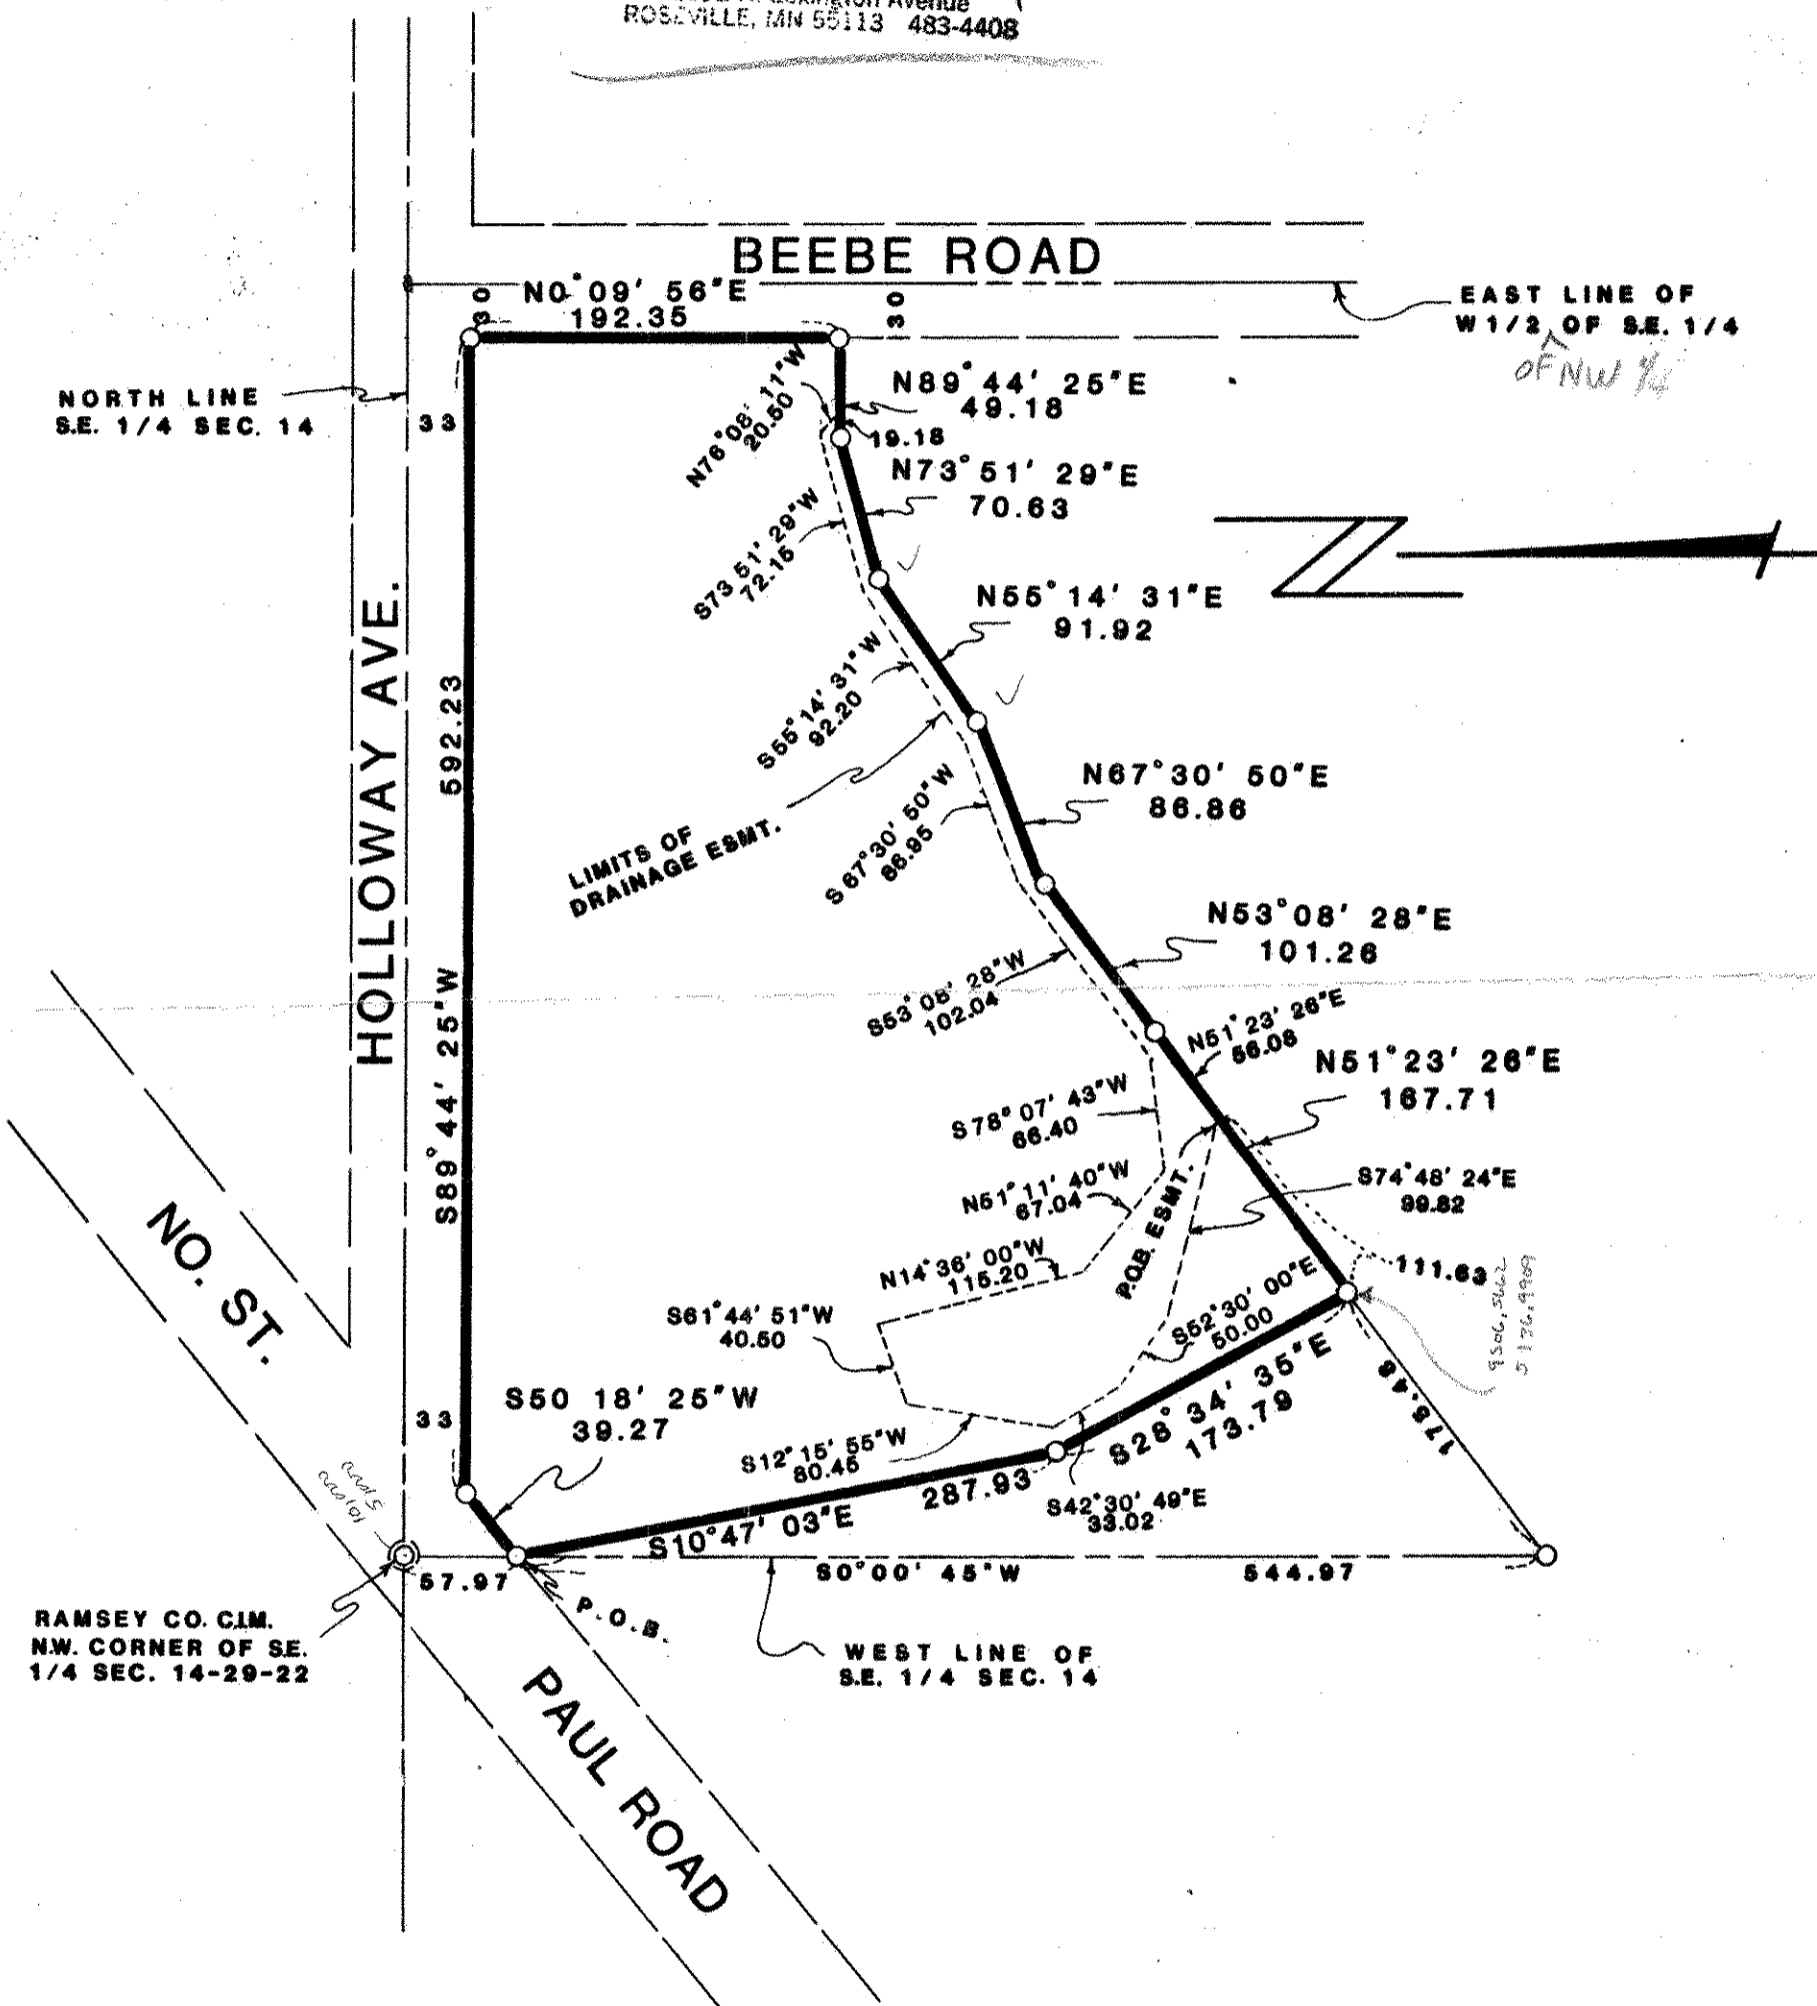 Avenue
ROSEVILLE, MN 55113 483-4408
BEEBE ROAD
N0°09' 56"E
192.35
30
30
EAST LINE OF
W 1/2 OF S.E. 1/4
OF NW 1/4
NORTH LINE
S.E. 1/4 SEC. 14
33
N76°08' 11"W
20.50
N89°44' 25"E
49.18
19.18
N73°51' 29"E
70.63
S73 51' 29"W
72.15
N55°14' 31"E
91.92
S55°14' 31"W
92.20
HOLLOWAY AVE.
592.23
S89°44' 25"W
N67°30' 50"E
86.86
S67°30' 50"W
86.95
LIMITS OF
DRAINAGE ESMT.
N53°08' 28"E
101.26
S53°08' 28"W
102.04
N51°23' 26"E
56.08
N51°23' 26"E
167.71
S78°07' 43"W
66.40
N51°11' 40"W
67.04
P.O.B. ESMT.
S74°48' 24"E
99.82
N14°36' 00"W
115.20
111.63
S61°44' 51"W
40.50
S52°30' 00"E
50.00
NO. ST.
S28°34' 35"E
173.79
175.48
33
S50 18' 25"W
39.27
S12°15' 55"W
80.45
287.93
S10°47' 03"E
S42°30' 49"E
33.02
57.97
S0°00' 45"W
544.97
P.O.B.
RAMSEY CO. C.I.M.
N.W. CORNER OF S.E.
1/4 SEC. 14-29-22
WEST LINE OF
S.E. 1/4 SEC. 14
PAUL ROAD